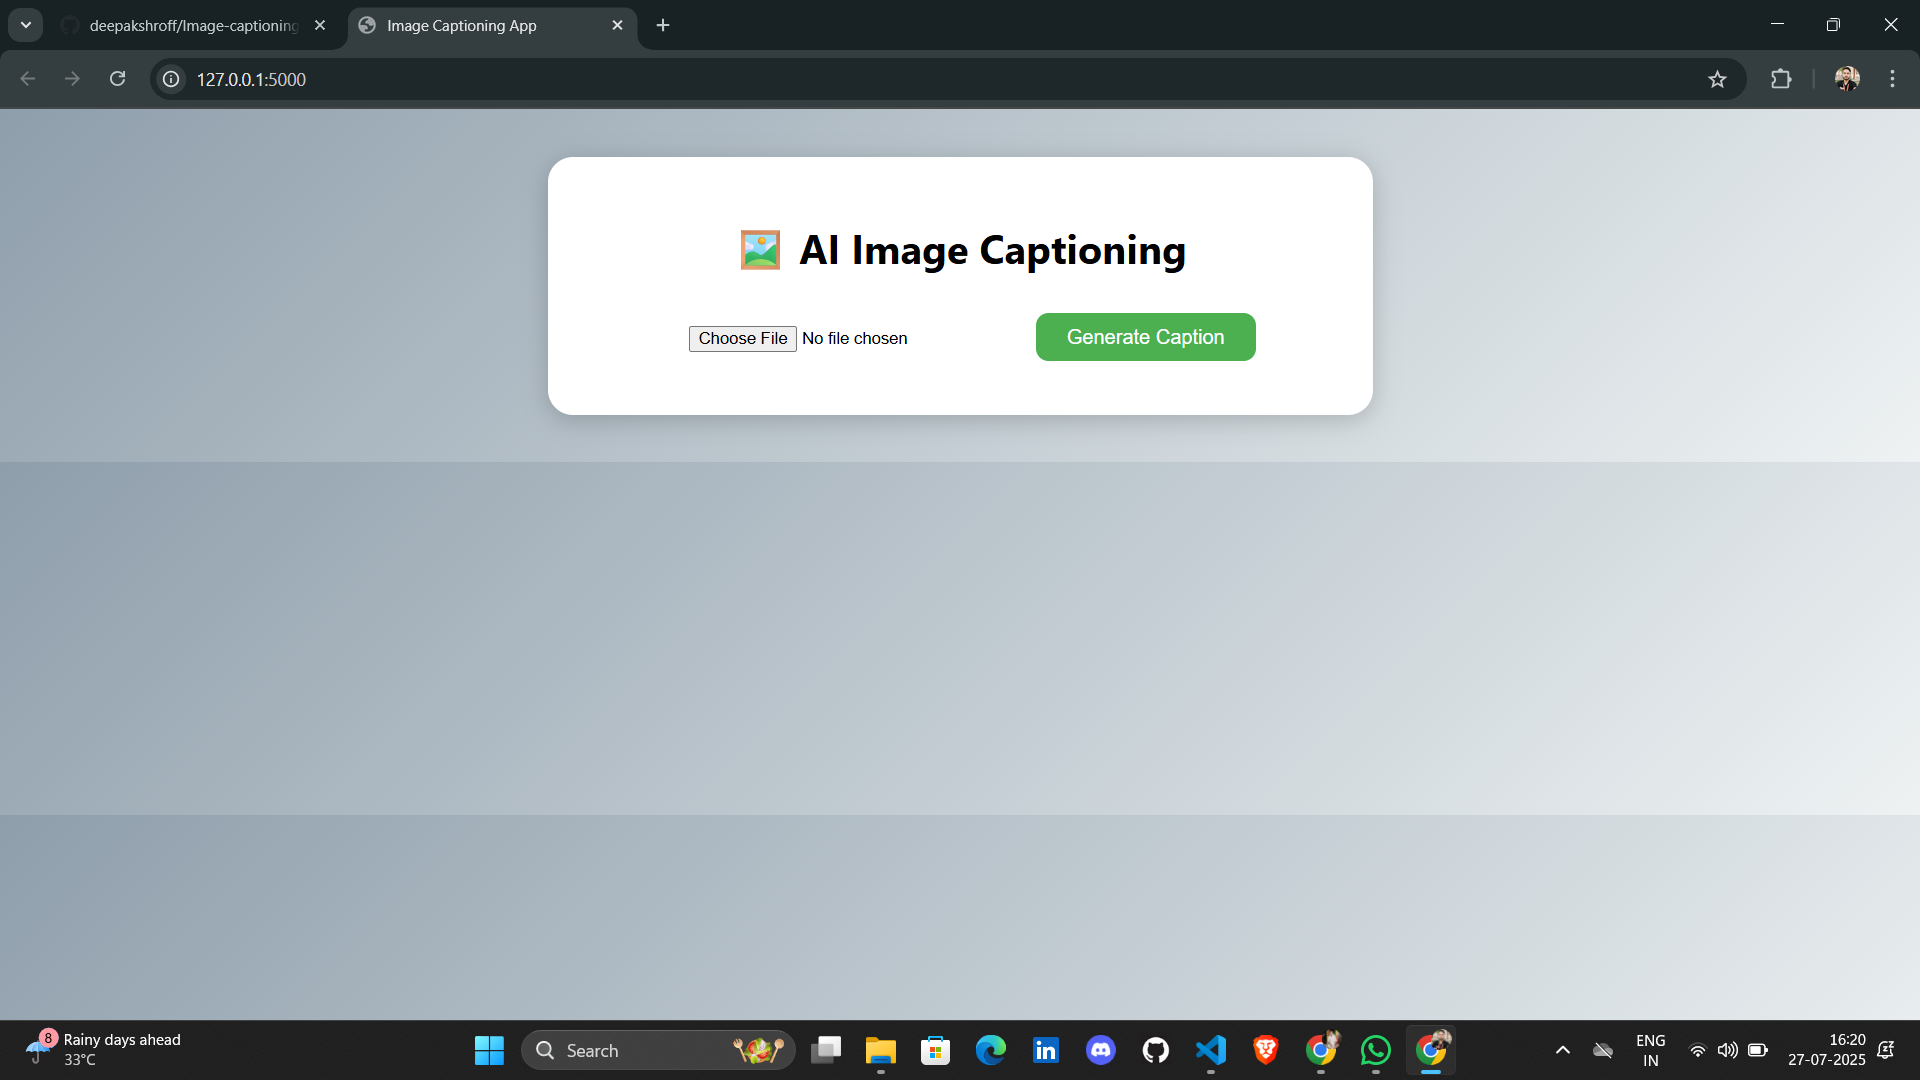 deepakshroff/Image-captioning
Image Captioning App
127.0.0.1:5000
AI Image Captioning
Choose File No file chosen
Generate Caption
8
Rainy days ahead
33°C
Search
in
ENG
IN
16:20
27-07-2025